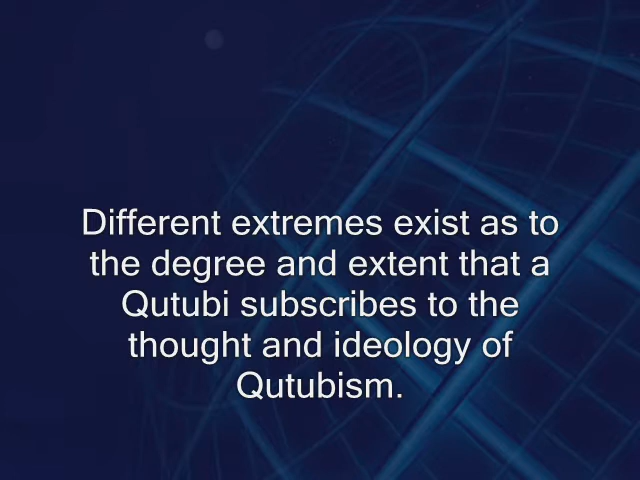 Different extremes exist as to
the degree and extent that a
Qutubi subscribes to the
thought and ideology of
Qutubism.